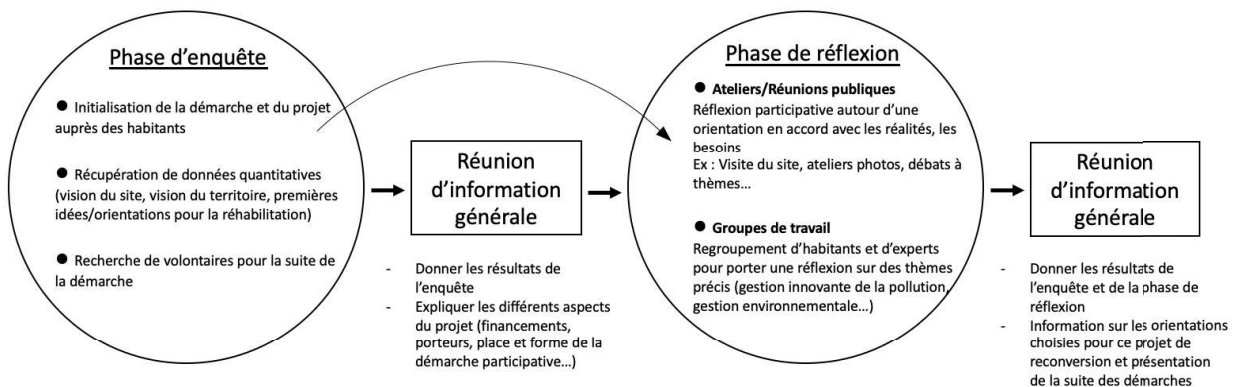 Phase d'enquête
● Initialisation de la démarche et du projet
auprès des habitants
● Récupération de données quantitatives
(vision du site, vision du territoire, premières
idées/orientations pour la réhabilitation)
● Recherche de volontaires pour la suite de
la démarche
Réunion
d'information
générale
- Donner les résultats de
l'enquête
- Expliquer les différents aspects
du projet (financements,
porteurs, place et forme de la
démarche participative…)
Phase de réflexion
● Ateliers/Réunions publiques
Réflexion participative autour d'une
orientation en accord avec les réalités, les
besoins
Ex : Visite du site, ateliers photos, débats à
thèmes…
● Groupes de travail
Regroupement d'habitants et d'experts
pour porter une réflexion sur des thèmes
précis (gestion innovante de la pollution,
gestion environnementale…)
Réunion
d'information
générale
- Donner les résultats de
l'enquête et de la phase de
réflexion
- Information sur les orientations
choisies pour ce projet de
reconversion et présentation
de la suite des démarches